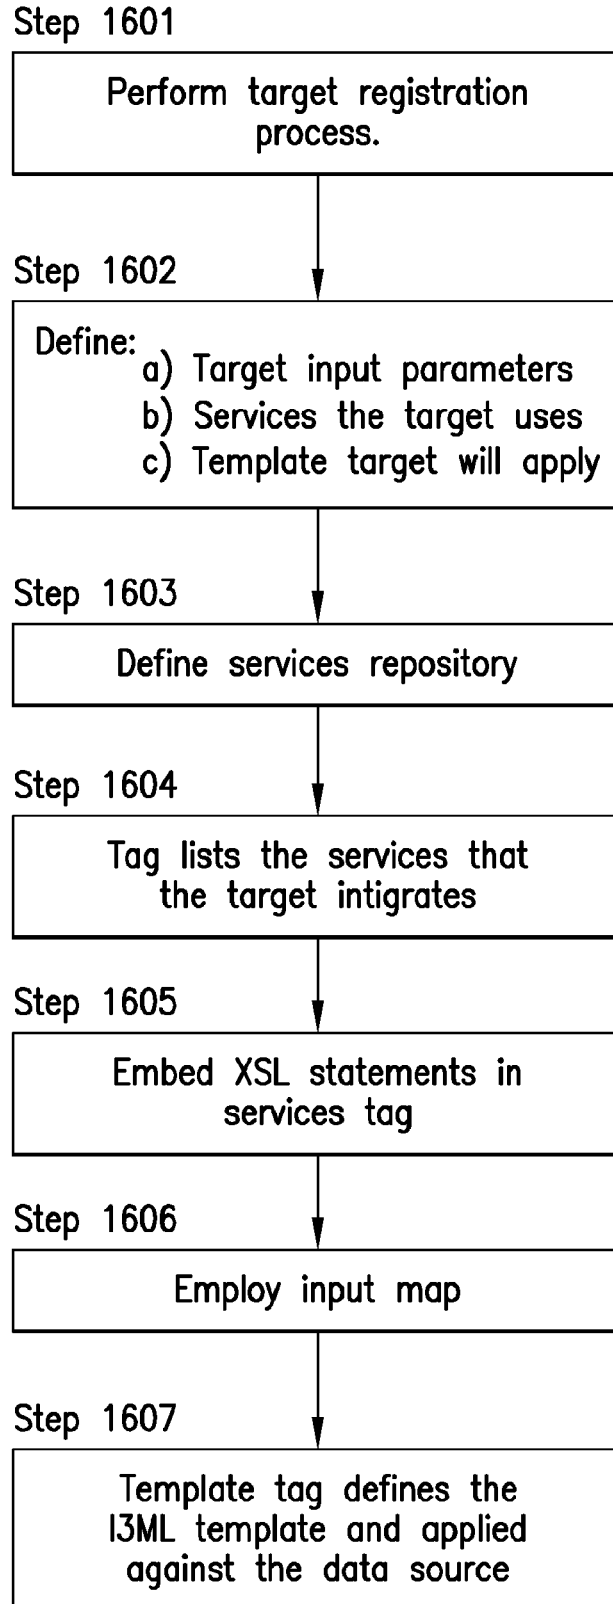 Step 1601
Perform target registration
process.
Step 1602
Define:
a) Target input parameters
b) Services the target uses
c) Template target will apply
Step 1603
Define services repository
Step 1604
Tag lists the services that
the target intigrates
Step 1605
Embed XSL statements in
services tag
Step 1606
Employ input map
Step 1607
Template tag defines the
I3ML template and applied
against the data source